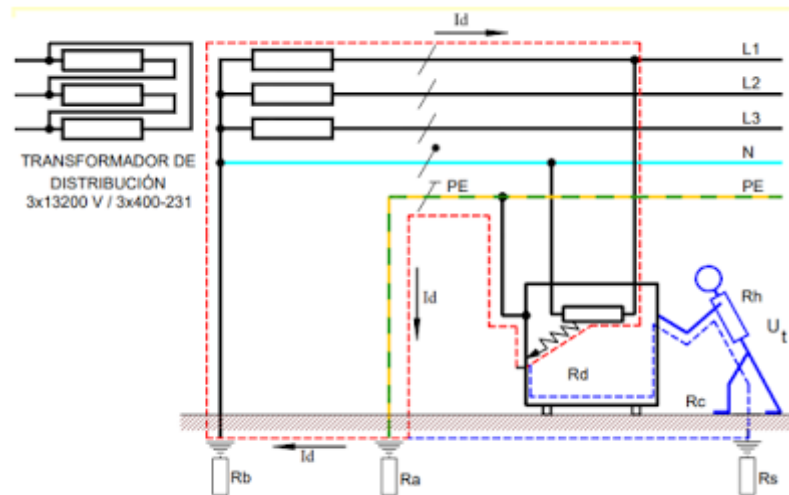 Id
L1
L2
L3
TRANSFORMADOR DE
DISTRIBUCIÓN
3x13200 V / 3x400-231
N
PE
PE
Id
Rh
Ut
Rd
Rc
Id
Rb
Ra
Rs